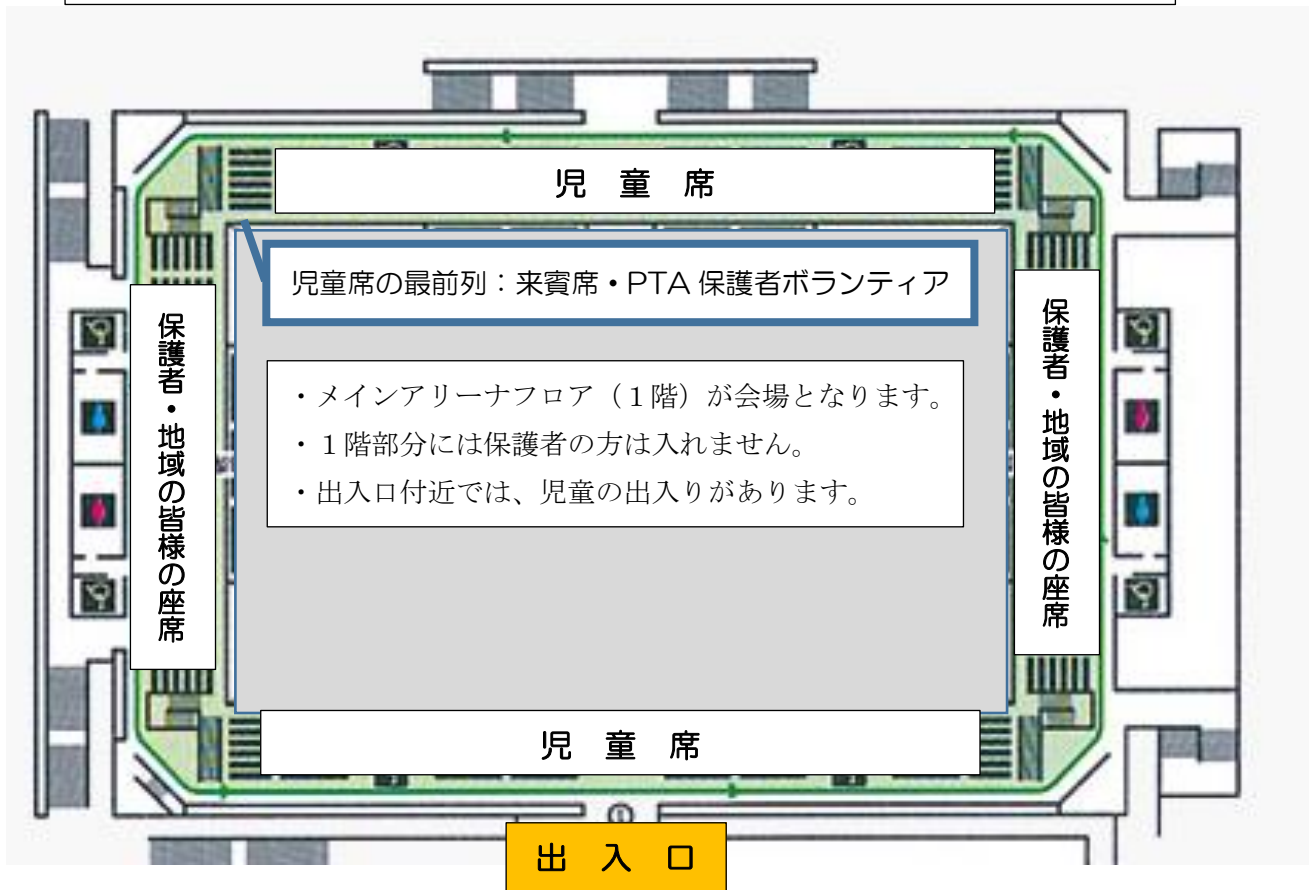 児 童 席
児童席の最前列：来賓席・PTA 保護者ボランティア
保護者・地域の皆様の座席
・メインアリーナフロア（１階）が会場となります。
・１階部分には保護者の方は入れません。
・出入口付近では、児童の出入りがあります。
保護者・地域の皆様の座席
児 童 席
出 入 口